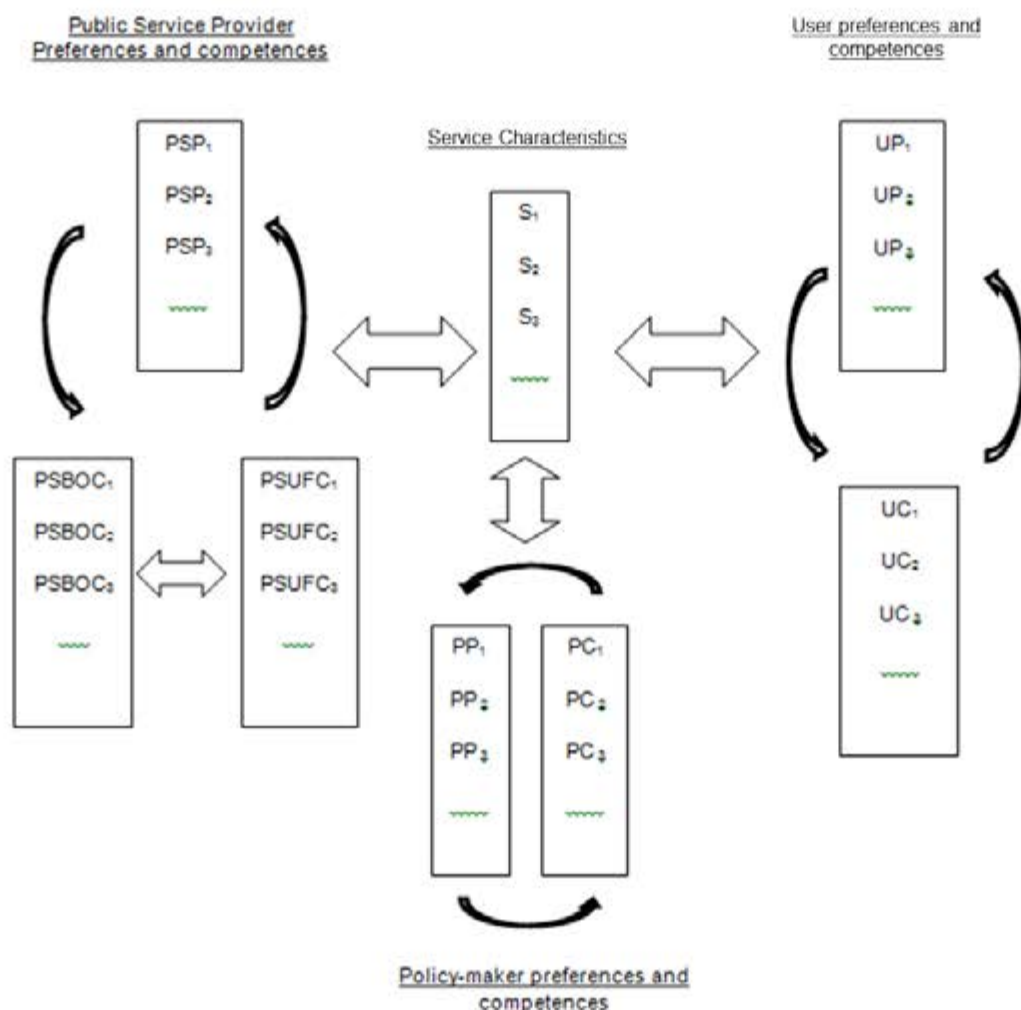 Public Service Provider
Preferences and competences
User preferences and
competences
Service Characteristics
PSP₁
PSP₂
PSP₃
S₁
S₂
S₃
UP₁
UP₂
UP₃
PSBOC₁
PSBOC₂
PSBOC₃
PSUFC₁
PSUFC₂
PSUFC₃
UC₁
UC₂
UC₃
PP₁
PP₂
PP₃
PC₁
PC₂
PC₃
Policy-maker preferences and
competences